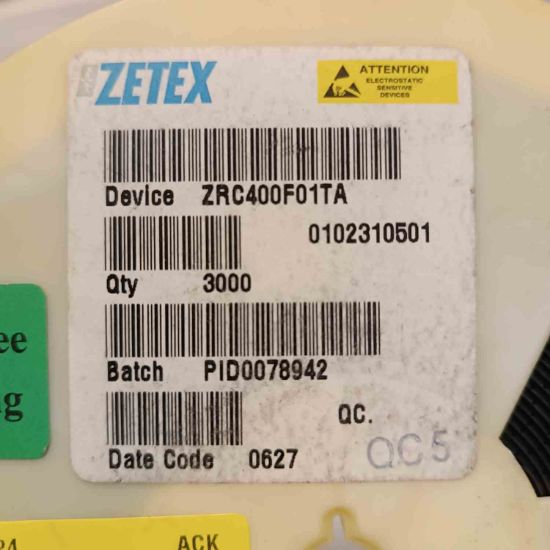 ZETEX
ATTENTION
ELECTROSTATIC
SENSITIVE
DEVICES
Device ZRC400F01TA
0102310501
Qty 3000
Batch PID0078942
QC.
Date Code 0627
QC5
ee
g
ACK